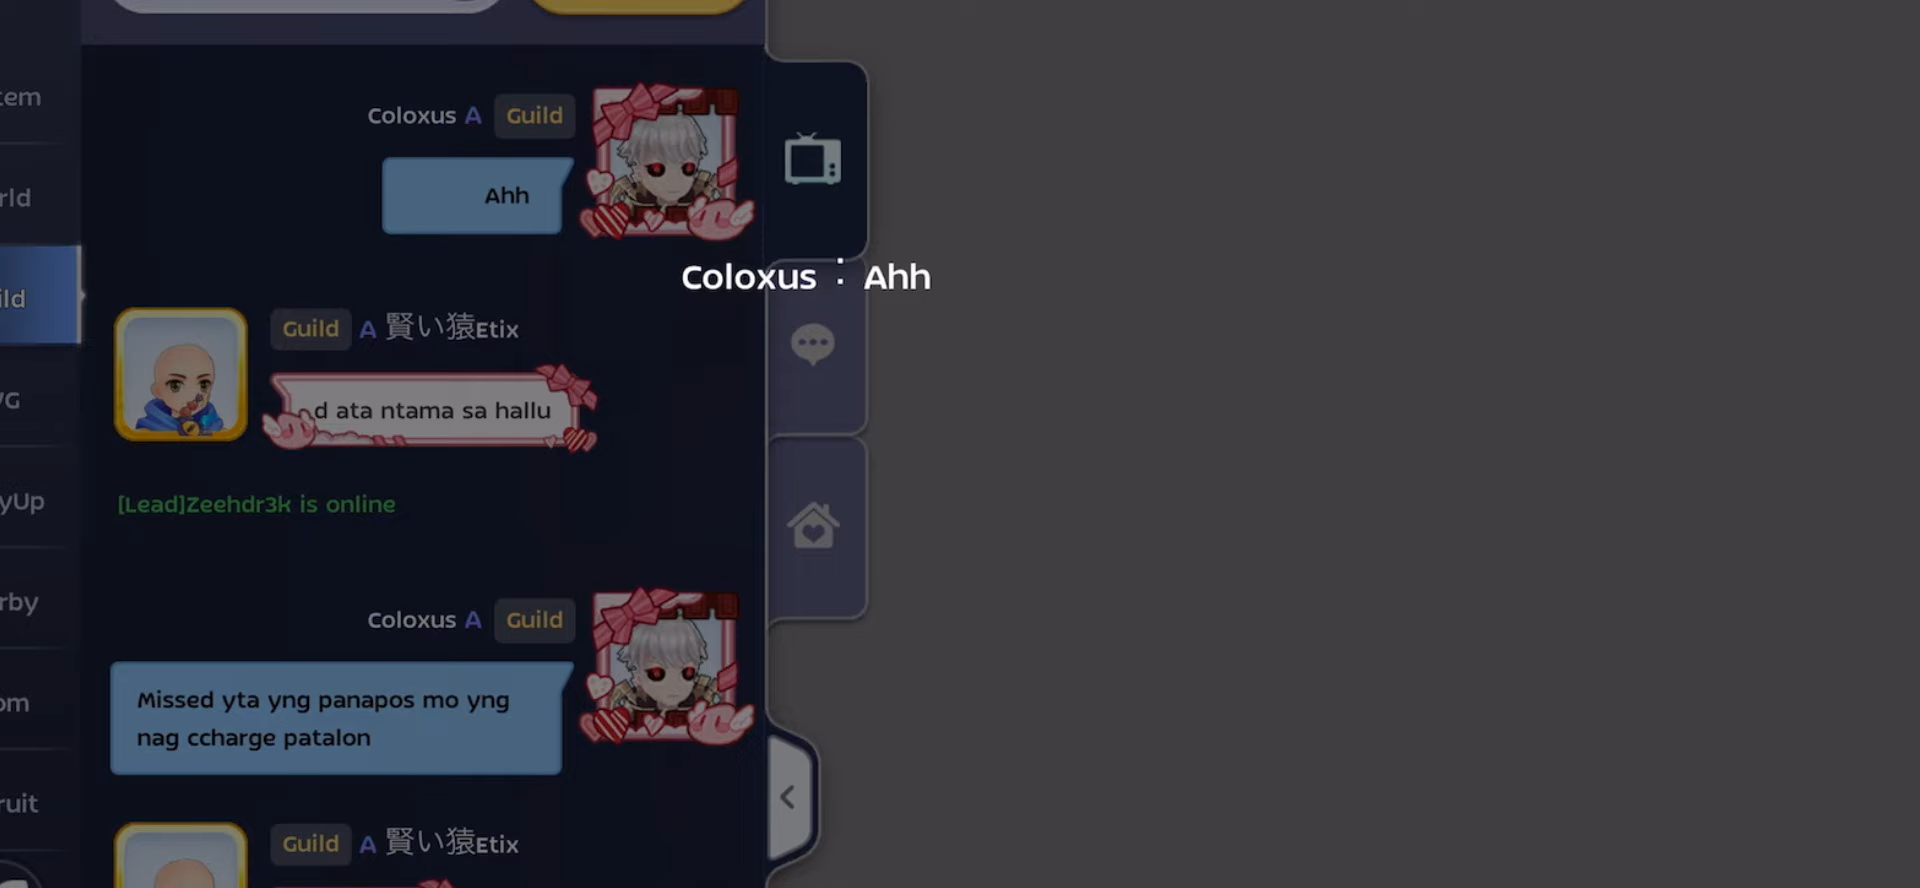 tem
Coloxus A Guild
Ahh
rld
Coloxus : Ahh
ild
Guild A 賢い猿Etix
d ata ntama sa hallu
[Lead]Zeehdr3k is online
yUp
rby
Coloxus A Guild
Missed yta yng panapos mo yng
nag ccharge patalon
om
ruit
Guild A 賢い猿Etix